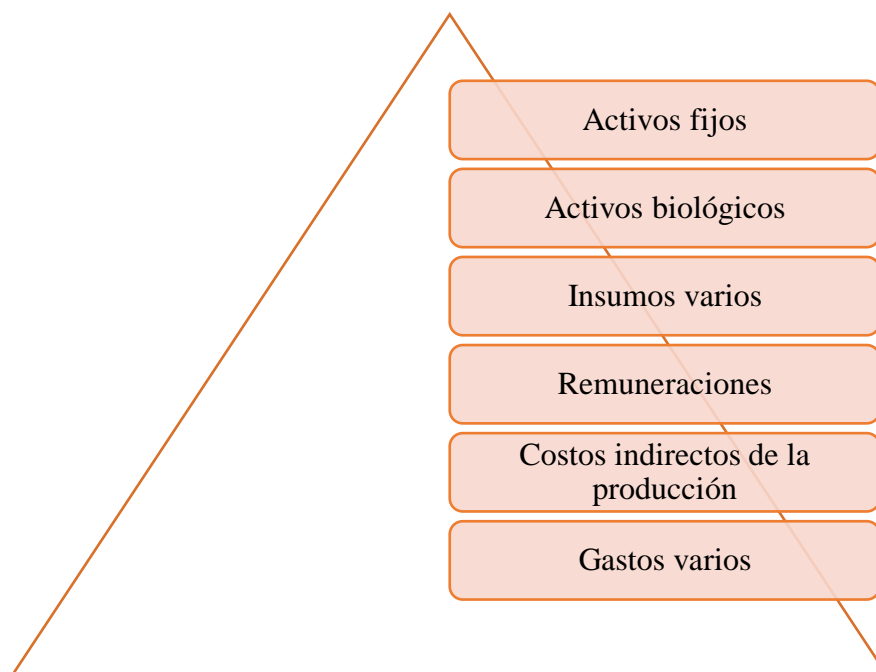 Activos fijos
Activos biológicos
Insumos varios
Remuneraciones
Costos indirectos de la
producción
Gastos varios